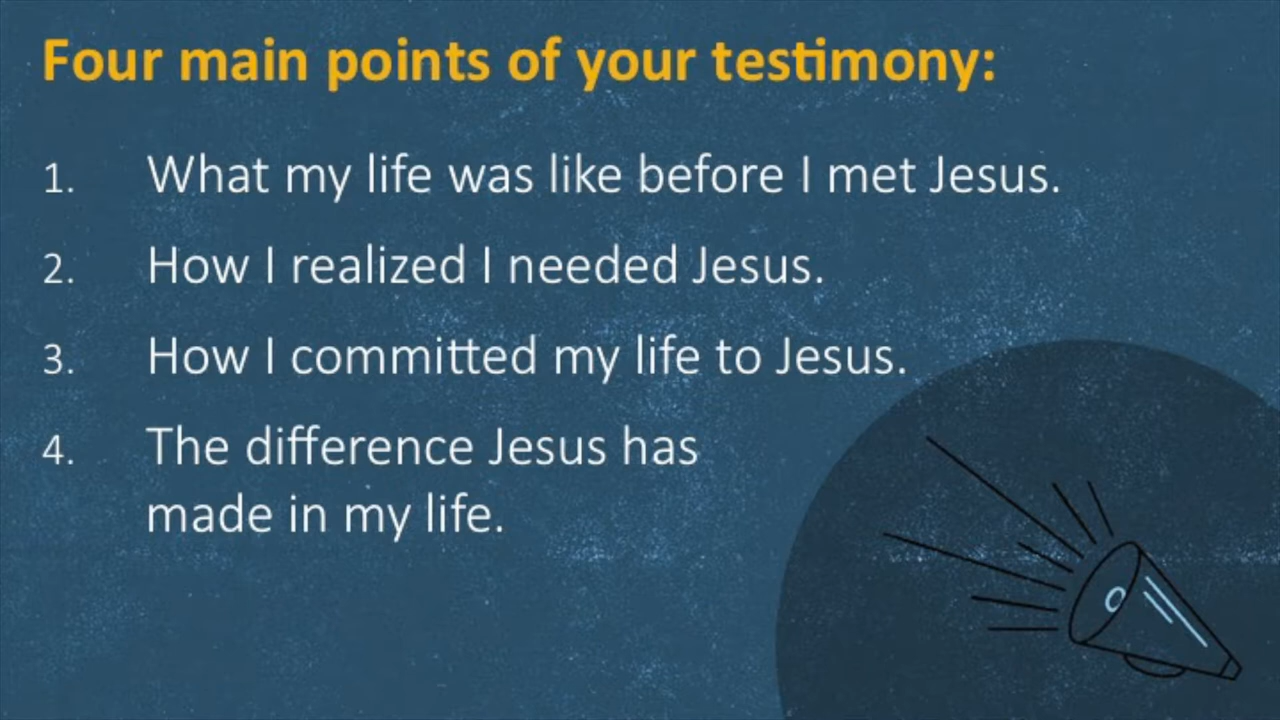 Four main points of your testimony:
1. What my life was like before I met Jesus.
2. How I realized I needed Jesus.
3. How I committed my life to Jesus.
4. The difference Jesus has
made in my life.